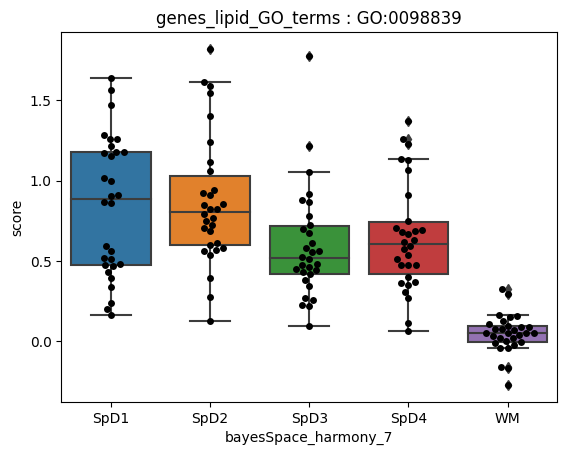 genes_lipid_GO_terms : GO:0098839
score
1.5
1.0
0.5
0.0
SpD1 SpD2 SpD3 SpD4 WM
bayesSpace_harmony_7